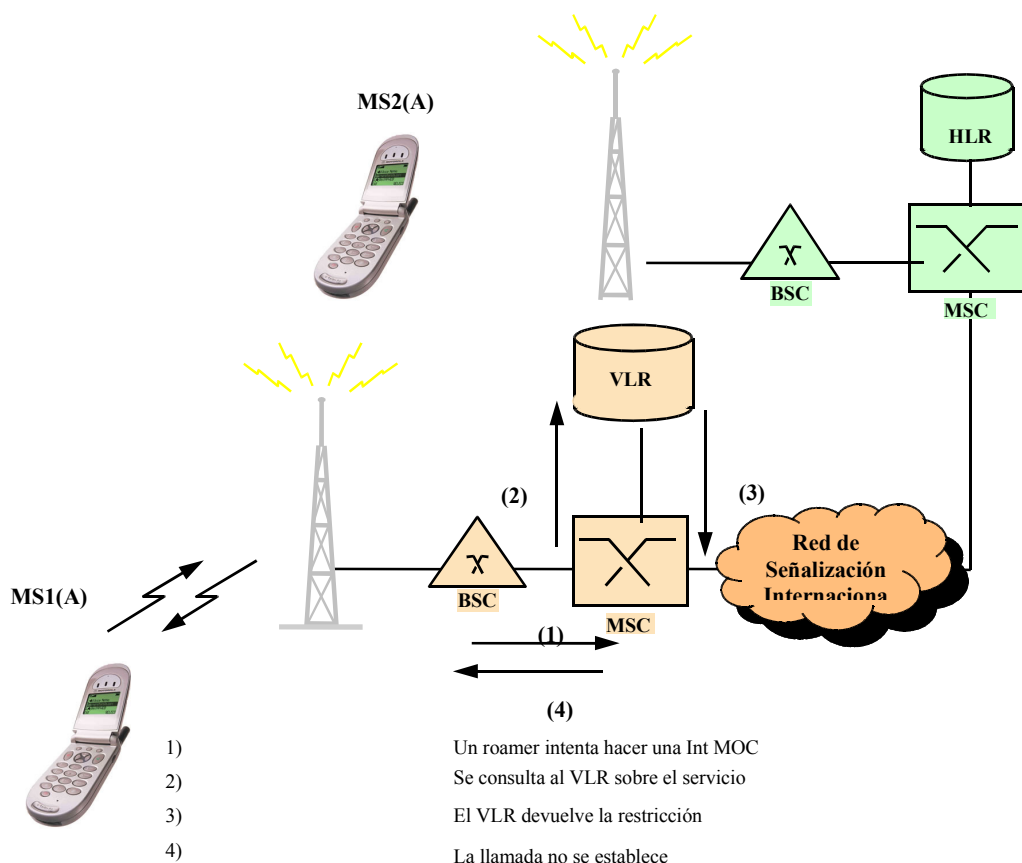 MS2(A)
HLR
BSC
MSC
VLR
(2)
(3)
Red de
Señalización
Internaciona
MS1(A)
BSC
MSC
(1)
(4)
1) Un roamer intenta hacer una Int MOC
2) Se consulta al VLR sobre el servicio
3) El VLR devuelve la restricción
4) La llamada no se establece